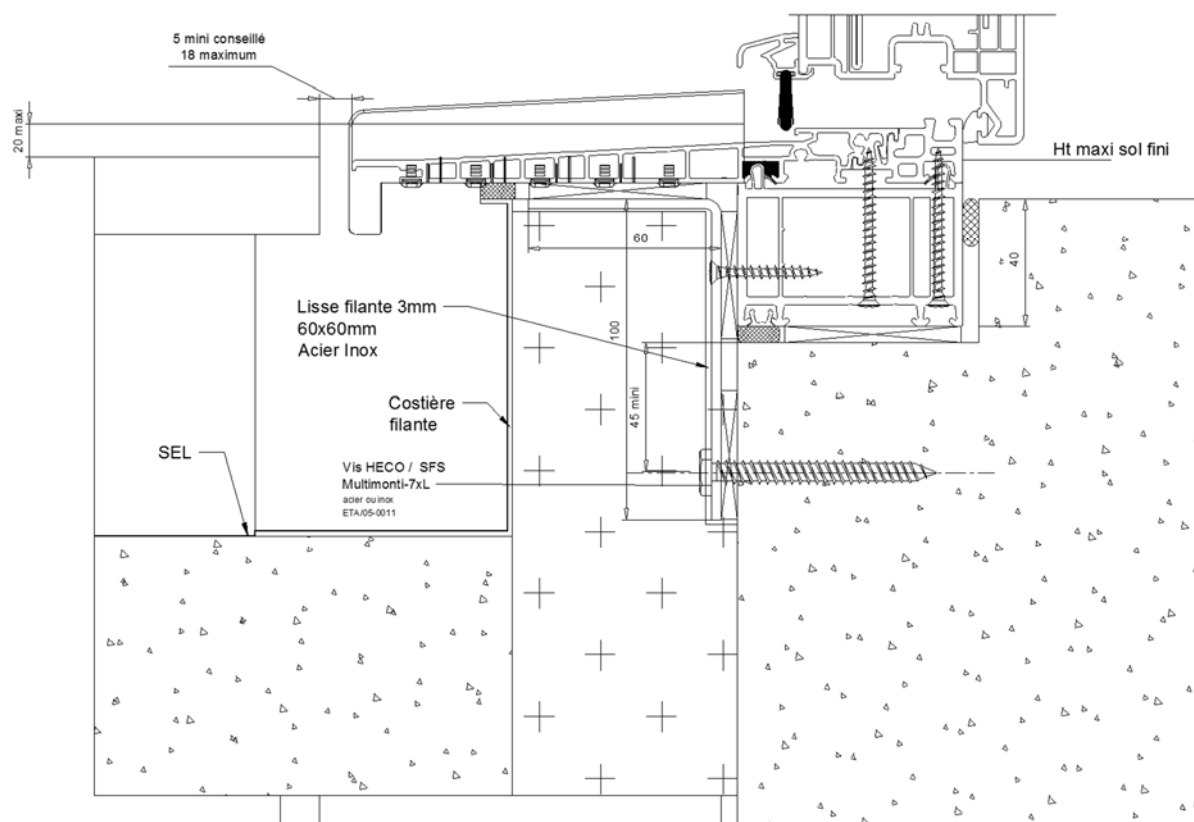 5 mini conseillé
18 maximum
20 maxi
Ht maxi sol fini
60
40
Lisse filante 3mm
60x60mm
Acier Inox
100
45 mini
Costière
filante
SEL
Vis HECO / SFS
Multimonti-7xL
acier ou inox
ETA/05-0011